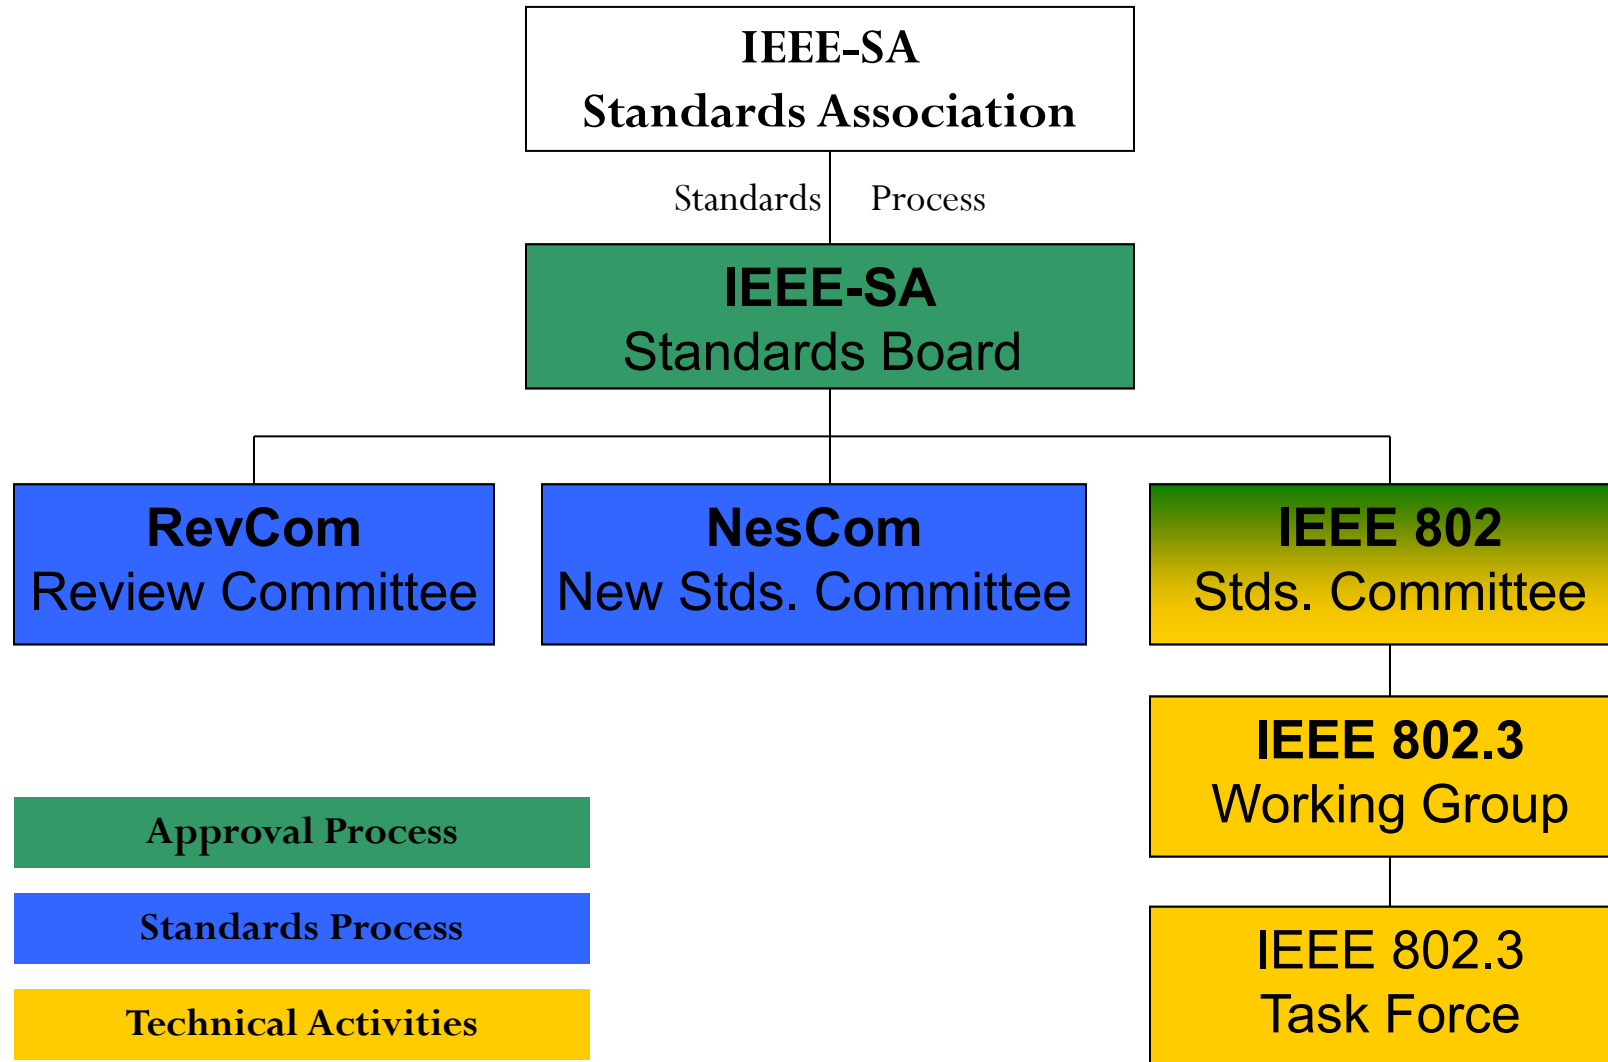 IEEE-SA
Standards Association
Standards Process
IEEE-SA
Standards Board
RevCom
Review Committee
NesCom
New Stds. Committee
IEEE 802
Stds. Committee
IEEE 802.3
Working Group
IEEE 802.3
Task Force
Approval Process
Standards Process
Technical Activities